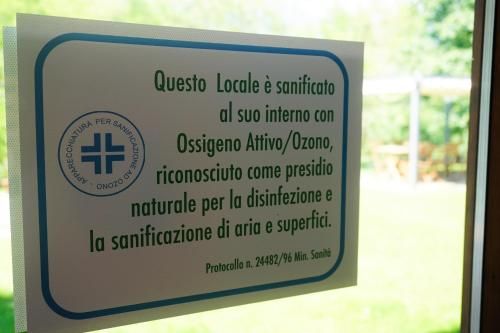 Questo Locale è sanificato
al suo interno con
Ossigeno Attivo/Ozono,
riconosciuto come presidio
naturale per la disinfezione e
la sanificazione di aria e superfici.
Protocollo n. 24482/96 Min. Sanità
APPARECCHIATURA PER SANIFICAZIONE AD OZONO -